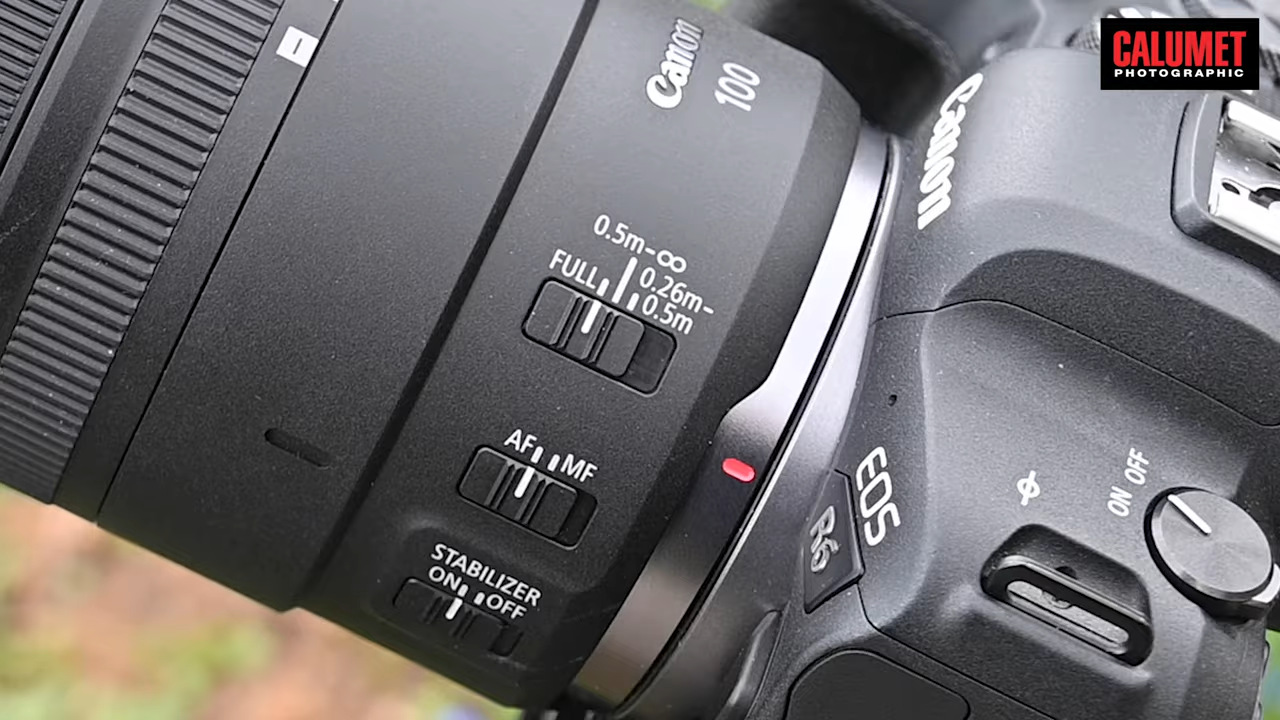 CALUMET
PHOTOGRAPHIC
Canon
100
Canon
0.5m-∞
FULL
0.26m-
0.5m
AF MF
STABILIZER
ON OFF
EOS
R6
ON OFF